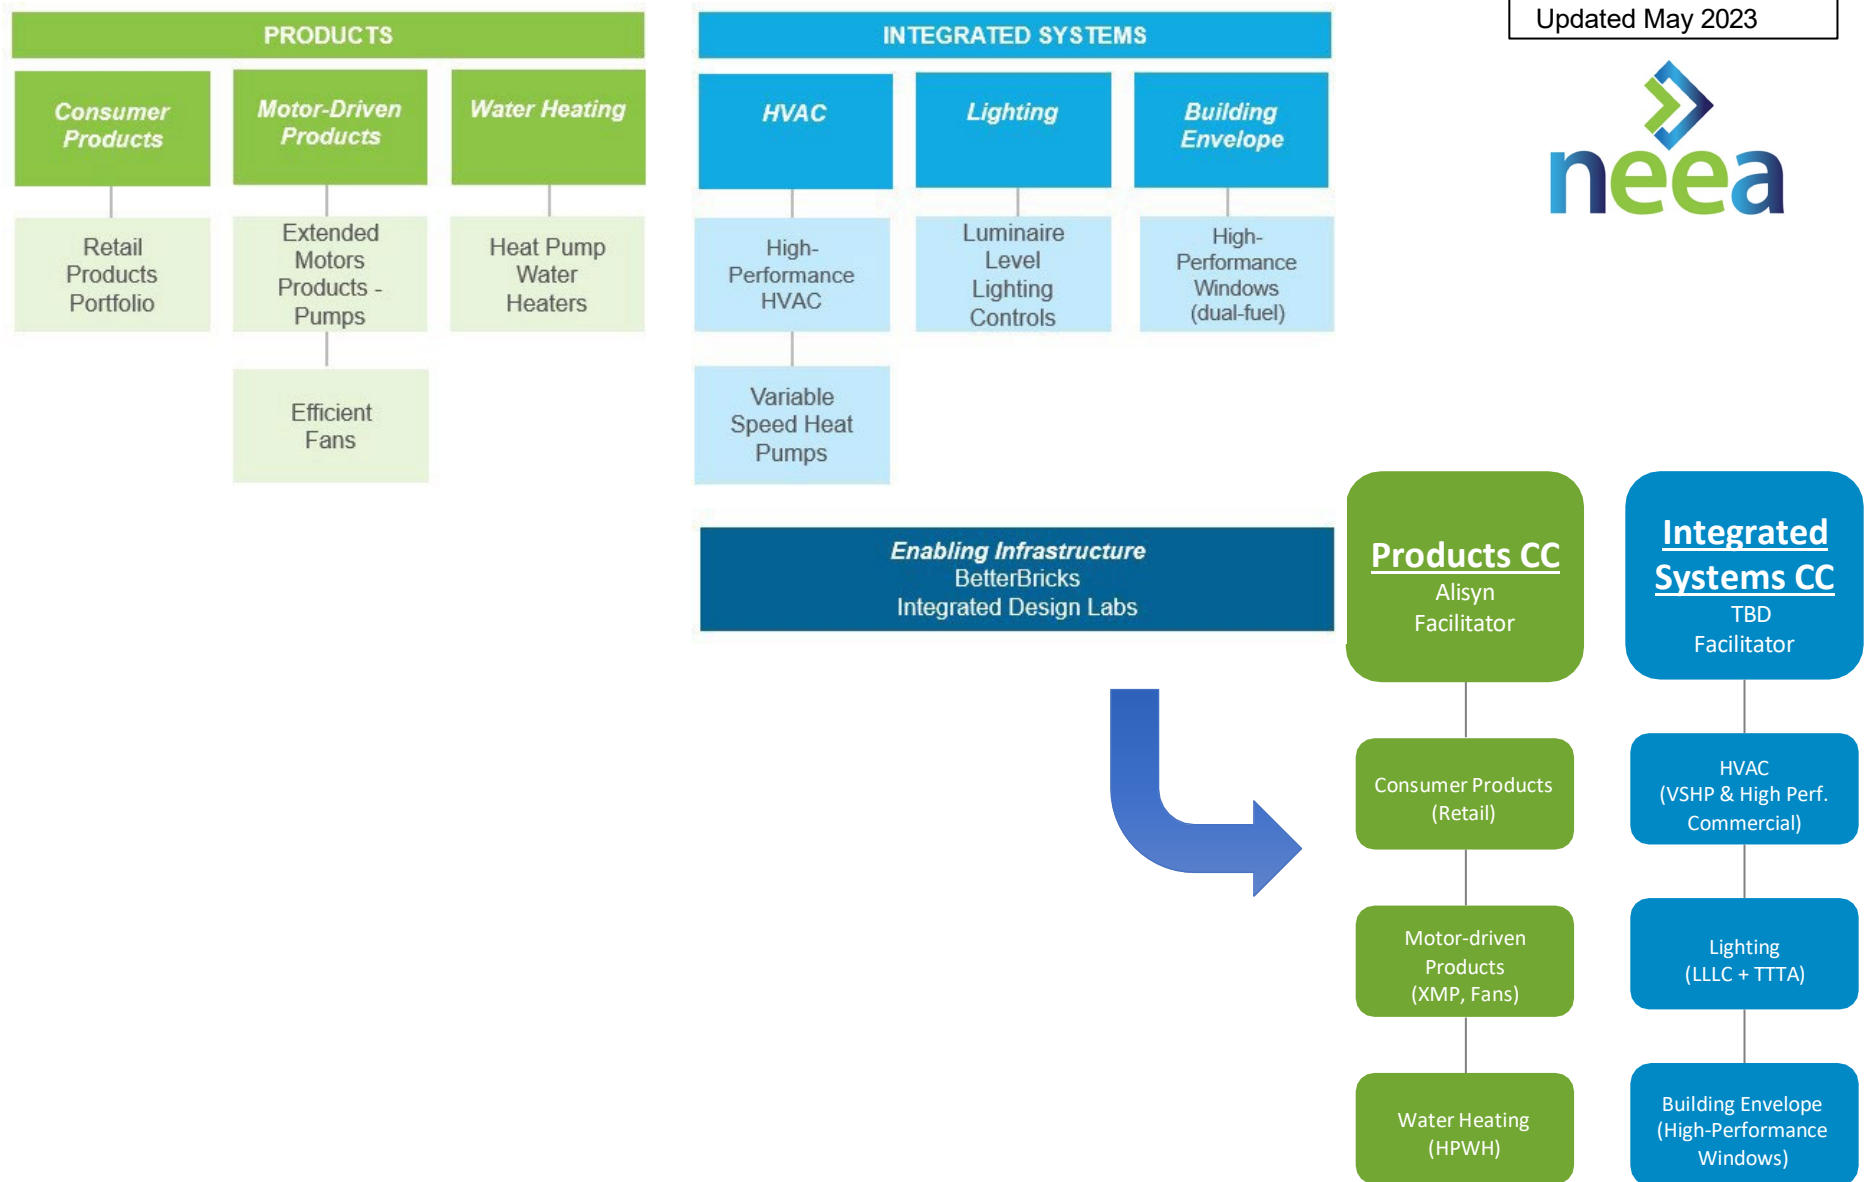 Updated May 2023
neea
PRODUCTS
Consumer
Products
Motor-Driven
Products
Water Heating
Retail
Products
Portfolio
Extended
Motors
Products -
Pumps
Heat Pump
Water
Heaters
Efficient
Fans
INTEGRATED SYSTEMS
HVAC
Lighting
Building
Envelope
High-
Performance
HVAC
Luminaire
Level
Lighting
Controls
High-
Performance
Windows
(dual-fuel)
Variable
Speed Heat
Pumps
Enabling Infrastructure
BetterBricks
Integrated Design Labs
Products CC
Alisyn
Facilitator
Consumer Products
(Retail)
Motor-driven
Products
(XMP, Fans)
Water Heating
(HPWH)
Integrated
Systems CC
TBD
Facilitator
HVAC
(VSHP & High Perf.
Commercial)
Lighting
(LLLC + TTTA)
Building Envelope
(High-Performance
Windows)